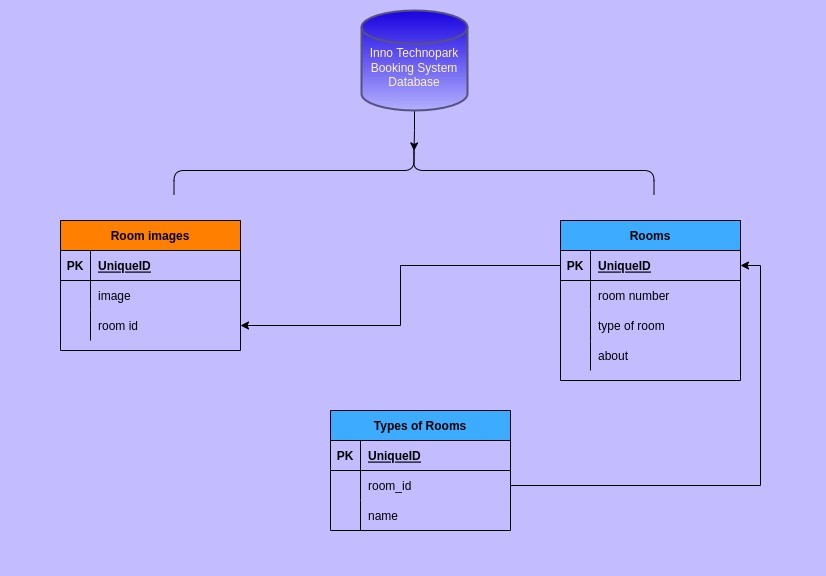 Inno Technopark
Booking System
Database
Room images
PK UniqueID
image
room id
Rooms
PK UniqueID
room number
type of room
about
Types of Rooms
PK UniqueID
room_id
name